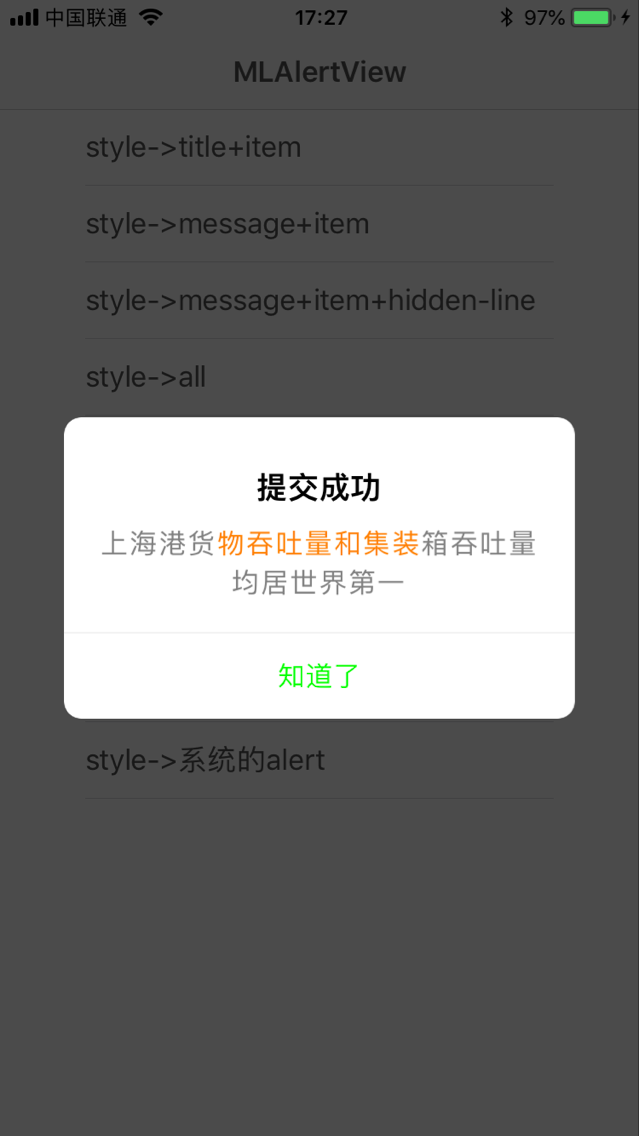 中国联通 17:27 97%
MLAlertView
style->title+item
style->message+item
style->message+item+hidden-line
style->all
提交成功
上海港货物吞吐量和集装箱吞吐量
均居世界第一
知道了
style->系统的alert